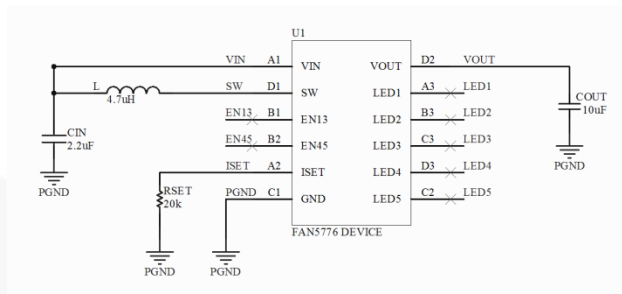 U1
VIN A1 VIN VOUT D2 VOUT
L 4.7uH SW D1 SW LED1 A3 LED1
EN13 B1 EN13 LED2 B3 LED2
COUT
10uF
EN45 B2 EN45 LED3 C3 LED3
CIN
2.2uF
ISET A2 ISET LED4 D3 LED4
PGND
PGND
RSET
20k
PGND C1 GND LED5 C2 LED5
FAN5776 DEVICE
PGND PGND